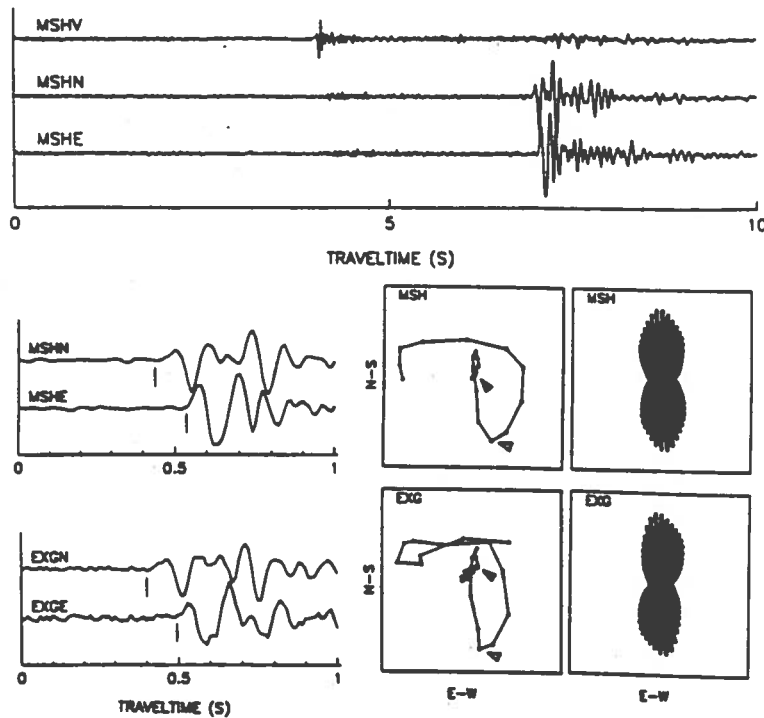 MSHV
MSHN
MSHE
0 5 10
TRAVELTIME (S)
MSHN
MSHE
0 0.5 1
MSH
N-S
MSH
EXGN
EXGE
0 0.5 1
TRAVELTIME (S)
EXG
N-S
E-W
EXG
E-W